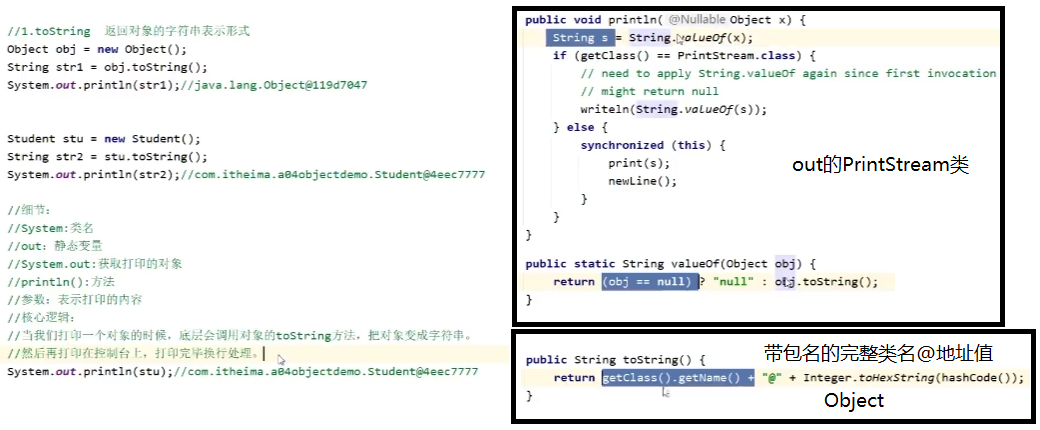 //1.toString  返回对象的字符串表示形式
Object obj = new Object();
String str1 = obj.toString();
System.out.println(str1);//java.lang.Object@119d7047
Student stu = new Student();
String str2 = stu.toString();
System.out.println(str2);//com.itheima.a04objectdemo.Student@4eec7777
//细节:
//System:类名
//out: 静态变量
//System.out:获取打印的对象
//println():方法
//参数: 表示打印的内容
//核心逻辑:
//当我们打印一个对象的时候, 底层会调用对象的toString方法, 把对象变成字符串。
//然后再打印在控制台上, 打印完毕换行处理。
System.out.println(stu);//com.itheima.a04objectdemo.Student@4eec7777
public void println( @Nullable Object x) {
String s = String.valueOf(x);
if (getClass() == PrintStream.class) {
// need to apply String.valueOf again since first invocation
// might return null
writeln(String.valueOf(s));
} else {
synchronized (this) {
print(s);
newLine();
}
}
}
out的PrintStream类
public static String valueOf(Object obj) {
return (obj == null) ? "null" : obj.toString();
}
public String toString() {
带包名的完整类名@地址值
return getClass().getName() + "@" + Integer.toHexString(hashCode());
}
Object